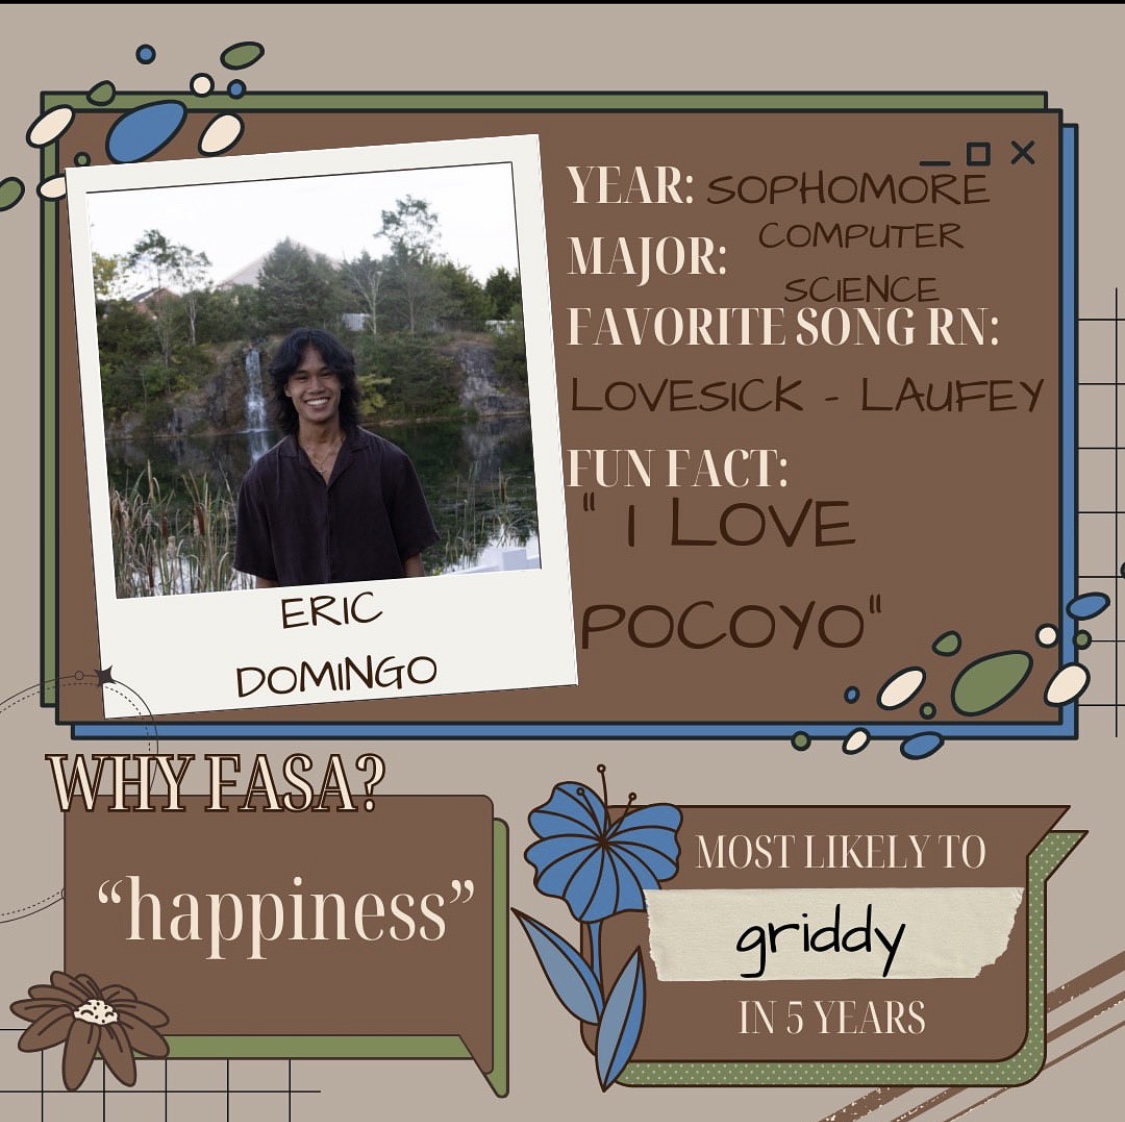 YEAR: SOPHOMORE
MAJOR: COMPUTER
SCIENCE
FAVORITE SONG RN:
LOVESICK - LAUFEY
FUN FACT:
" I LOVE
POCOYO"
ERIC
DOMINGO
WHY FASA?
“happiness”
MOST LIKELY TO
griddy
IN 5 YEARS